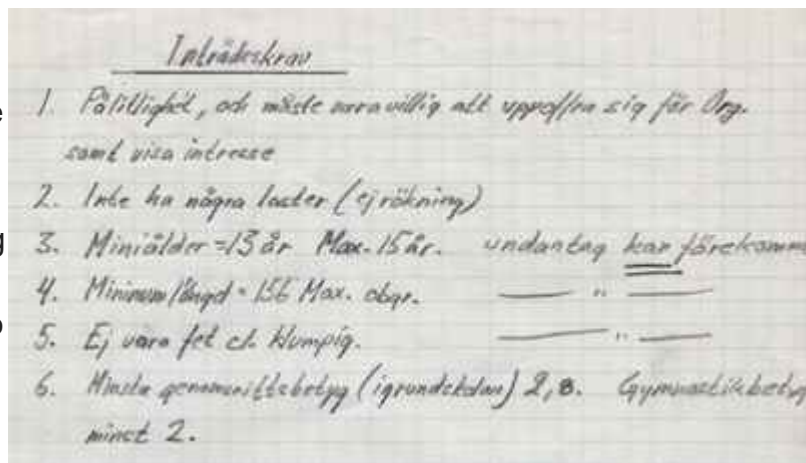 Inträdeskrav
1. Pålitlighet, och måste vara villig att uppoffra sig för Org.
samt visa intresse
2. Inte ha några laster (ej rökning)
3. Miniålder = 13 år Max. 15 år. undantag kan förekomma
4. Minimumlängd = 156 Max. obgr. — " —
5. Ej vara fet el. klumpig. — " —
6. Minsta genomsnittsbetyg (i grundskolan) 2,8. Gymnastikbetyg
minst 2.